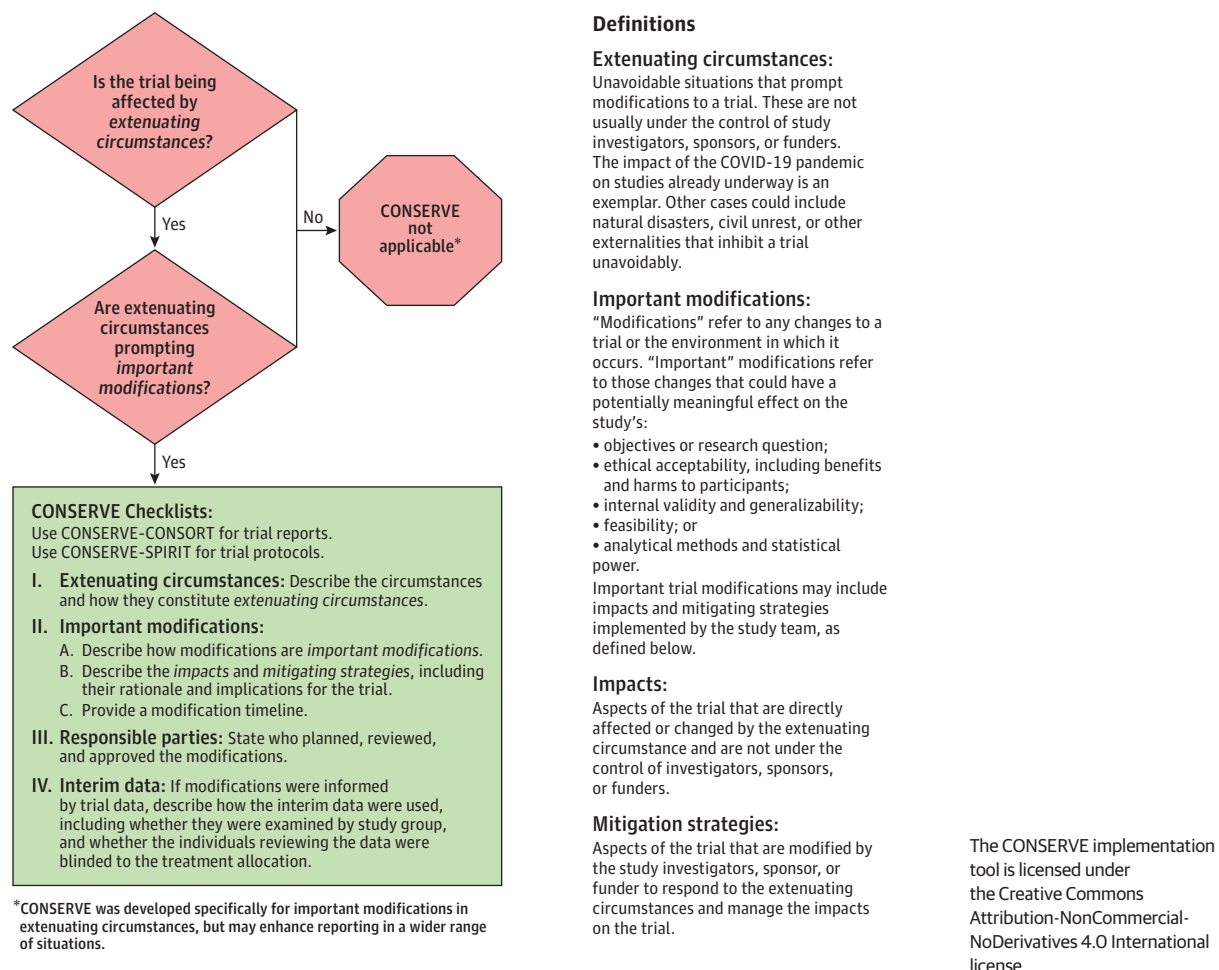 Is the trial being
affected by
extenuating
circumstances?
Yes
No
CONSERVE
not
applicable*
Are extenuating
circumstances
prompting
important
modifications?
Yes
CONSERVE Checklists:
Use CONSERVE-CONSORT for trial reports.
Use CONSERVE-SPIRIT for trial protocols.
I. Extenuating circumstances: Describe the circumstances
and how they constitute extenuating circumstances.
II. Important modifications:
A. Describe how modifications are important modifications.
B. Describe the impacts and mitigating strategies, including
their rationale and implications for the trial.
C. Provide a modification timeline.
III. Responsible parties: State who planned, reviewed,
and approved the modifications.
IV. Interim data: If modifications were informed
by trial data, describe how the interim data were used,
including whether they were examined by study group,
and whether the individuals reviewing the data were
blinded to the treatment allocation.
*CONSERVE was developed specifically for important modifications in
extenuating circumstances, but may enhance reporting in a wider range
of situations.
Definitions
Extenuating circumstances:
Unavoidable situations that prompt
modifications to a trial. These are not
usually under the control of study
investigators, sponsors, or funders.
The impact of the COVID-19 pandemic
on studies already underway is an
exemplar. Other cases could include
natural disasters, civil unrest, or other
externalities that inhibit a trial
unavoidably.
Important modifications:
“Modifications” refer to any changes to a
trial or the environment in which it
occurs. “Important” modifications refer
to those changes that could have a
potentially meaningful effect on the
study's:
• objectives or research question;
• ethical acceptability, including benefits
and harms to participants;
• internal validity and generalizability;
• feasibility; or
• analytical methods and statistical
power.
Important trial modifications may include
impacts and mitigating strategies
implemented by the study team, as
defined below.
Impacts:
Aspects of the trial that are directly
affected or changed by the extenuating
circumstance and are not under the
control of investigators, sponsors,
or funders.
Mitigation strategies:
Aspects of the trial that are modified by
the study investigators, sponsor, or
funder to respond to the extenuating
circumstances and manage the impacts
on the trial.
The CONSERVE implementation
tool is licensed under
the Creative Commons
Attribution-NonCommercial-
NoDerivatives 4.0 International
license